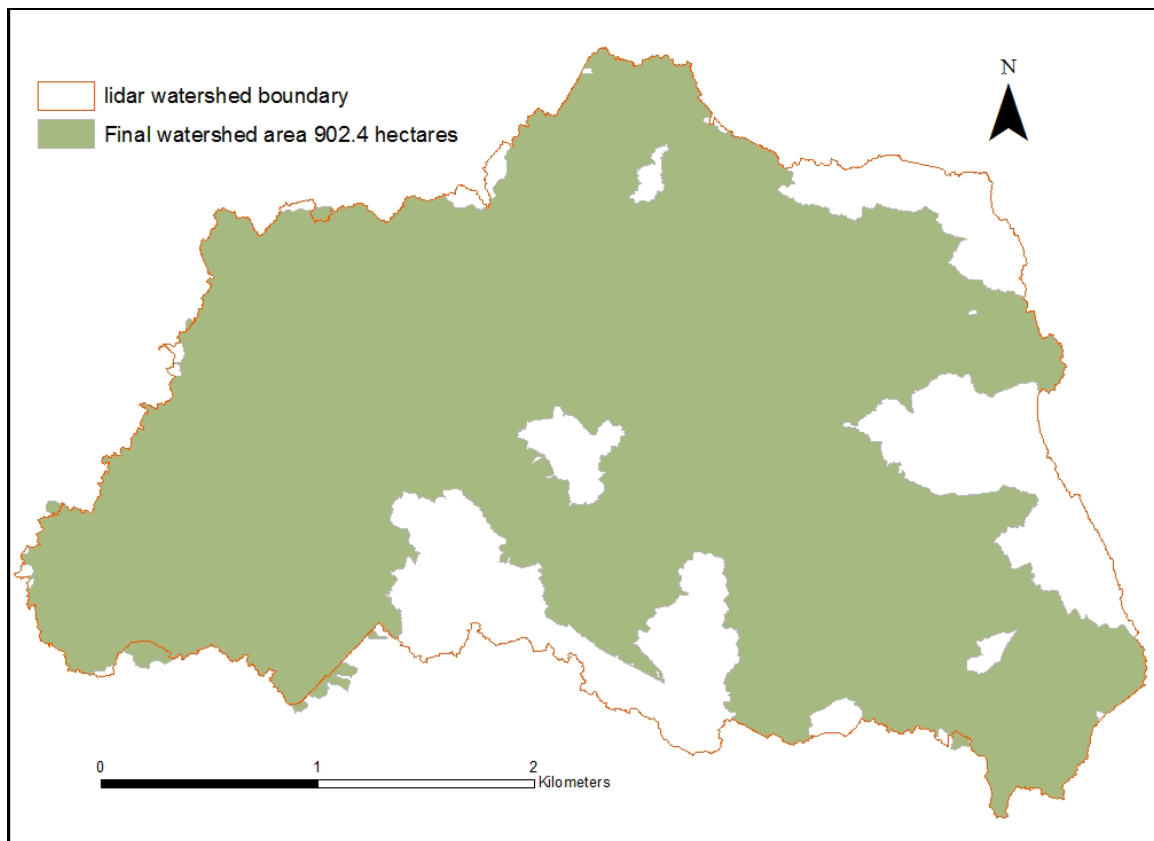 N
lidar watershed boundary
Final watershed area 902.4 hectares
0 1 2
Kilometers